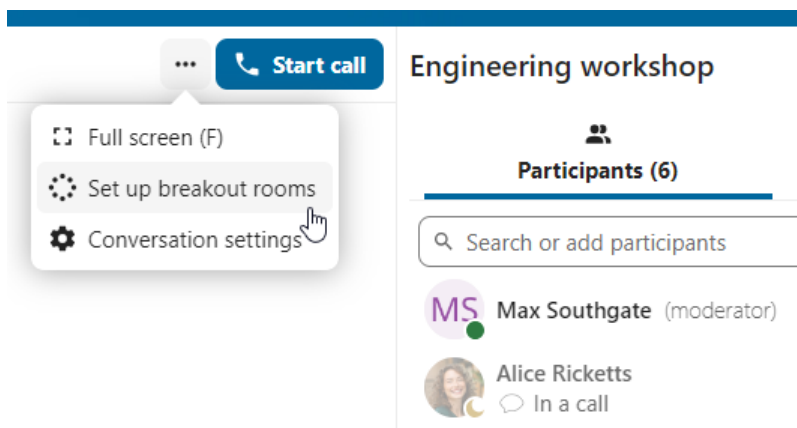 ... Start call
Full screen (F)
Set up breakout rooms
Conversation settings
Engineering workshop
Participants (6)
Search or add participants
MS Max Southgate (moderator)
Alice Ricketts
In a call